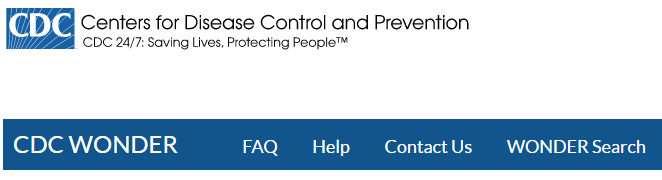 CDC Centers for Disease Control and Prevention
CDC 24/7: Saving Lives, Protecting People™
CDC WONDER FAQ Help Contact Us WONDER Search